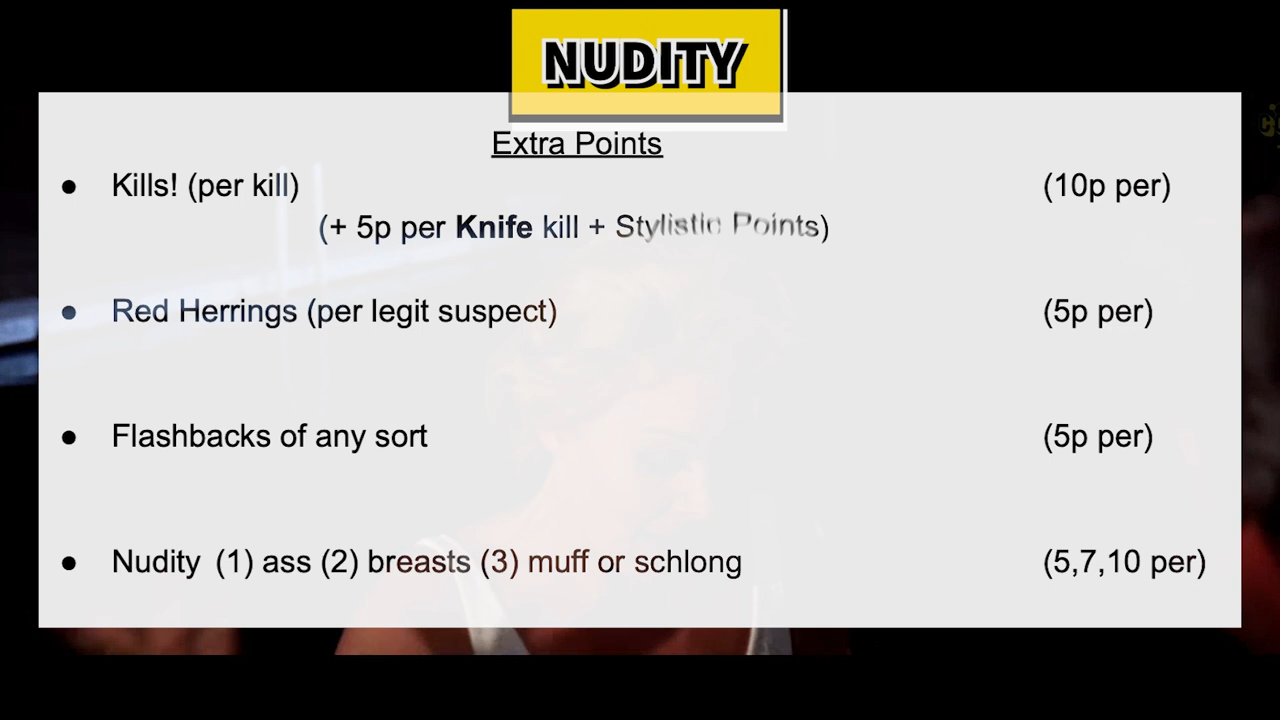 NUDITY
Extra Points
● Kills! (per kill) (10p per)
(+ 5p per Knife kill + Stylistic Points)
● Red Herrings (per legit suspect) (5p per)
● Flashbacks of any sort (5p per)
● Nudity (1) ass (2) breasts (3) muff or schlong (5,7,10 per)